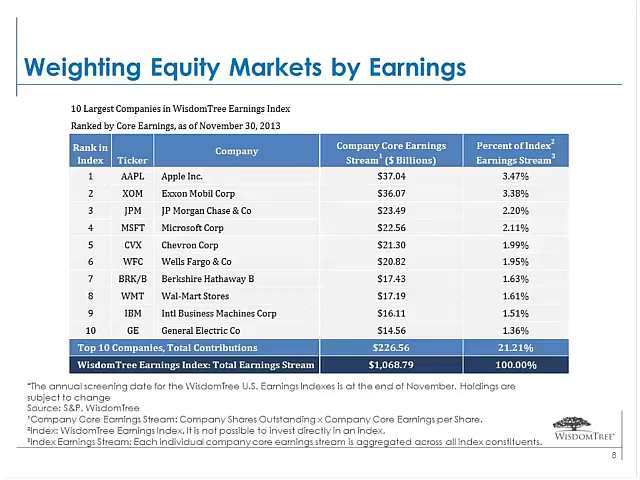 Weighting Equity Markets by Earnings
10 Largest Companies in WisdomTree Earnings Index
Ranked by Core Earnings, as of November 30, 2013
Rank in Index Ticker Company Company Core Earnings Stream¹ ($ Billions) Percent of Index² Earnings Stream³
1 AAPL Apple Inc. $37.04 3.47%
2 XOM Exxon Mobil Corp $36.07 3.38%
3 JPM JP Morgan Chase & Co $23.49 2.20%
4 MSFT Microsoft Corp $22.56 2.11%
5 CVX Chevron Corp $21.30 1.99%
6 WFC Wells Fargo & Co $20.82 1.95%
7 BRK/B Berkshire Hathaway B $17.43 1.63%
8 WMT Wal-Mart Stores $17.19 1.61%
9 IBM Intl Business Machines Corp $16.11 1.51%
10 GE General Electric Co $14.56 1.36%
Top 10 Companies, Total Contributions $226.56 21.21%
WisdomTree Earnings Index: Total Earnings Stream $1,068.79 100.00%
*The annual screening date for the WisdomTree U.S. Earnings Indexes is at the end of November. Holdings are
subject to change
Source: S&P, WisdomTree
¹Company Core Earnings Stream: Company Shares Outstanding x Company Core Earnings per Share.
²Index: WisdomTree Earnings Index. It is not possible to invest directly in an index.
³Index Earnings Stream: Each individual company core earnings stream is aggregated across all index constituents.
WISDOMTREE®
8